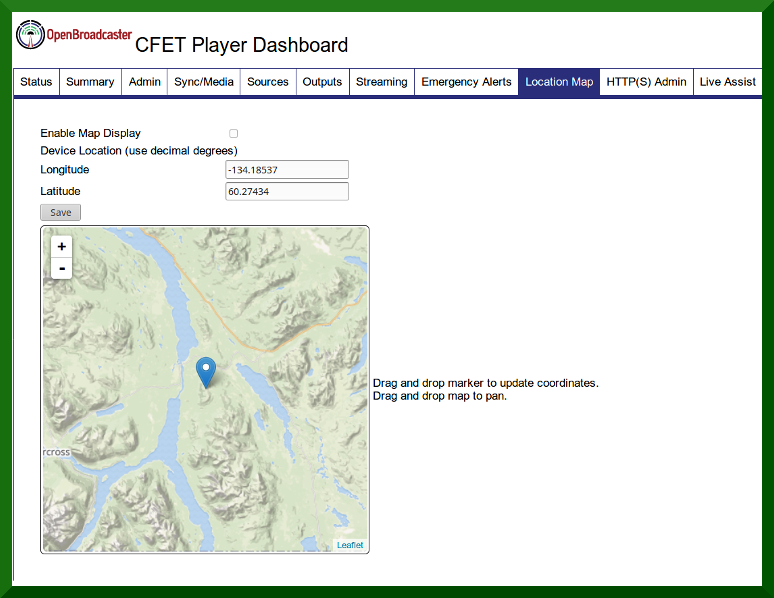 OpenBroadcaster
CFET Player Dashboard
Status Summary Admin Sync/Media Sources Outputs Streaming Emergency Alerts Location Map HTTP(S) Admin Live Assist
Enable Map Display
Device Location (use decimal degrees)
Longitude -134.18537
Latitude 60.27434
Save
+
-
Drag and drop marker to update coordinates.
Drag and drop map to pan.
rcross
Leaflet